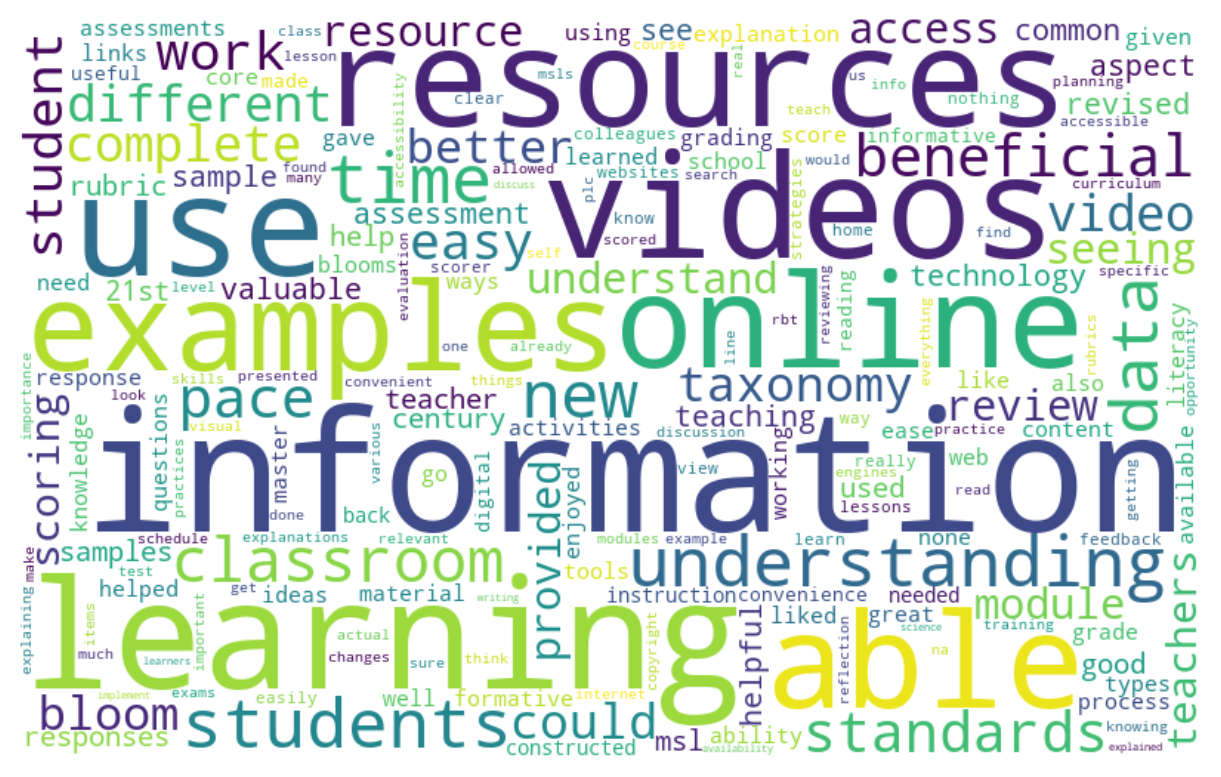 assessments
class
resource
using
see
explanation
access
common
given
links
work
lesson
course
real
us
aspect
student
useful
core
made
resources
msls
info
planning
different
clear
nothing
revised
teach
accessible
complete
gave
accessibility
better
colleagues
grading
score
informative
rubric
sample
found
many
time
allowed
learned
school
would
beneficial
discuss
websites
search
curriculum
use
assessment
videos
plc
know
strategies
home
find
video
help
easy
scored
self
seeing
need
21st
level
blooms
valuable
evaluation
scorer
ways
understand
reviewing
reading
technology
specific
examples
online
rbt
data
one
already
line
everything
rubrics
literacy
opportunity
importance
response
skills
presented
convenient
things
taxonomy
like
also
look
pace
teacher
new
teaching
review
scoring
visual
century
activities
discussion
way
ease
practice
content
knowledge
questions
practices
information
master
various
go
digital
provided
enjoyed
view
working
engines
really
web
used
read
lessons
getting
available
done
back
schedule
explanations
relevant
modules
example
learn
none
feedback
samples
classroom
understanding
make
test
tools
explaining
helped
get
ideas
material
writing
instruction
convenience
needed
module
learning
able
helpful
liked
great
training
items
important
actual
science
grade
teachers
much
learners
changes
sure
think
copyright
reflection
na
good
types
implement
exams
easily
well
formative
internet
process
bloom
students
could
standards
knowing
responses
constructed
msl
ability
availability
explained